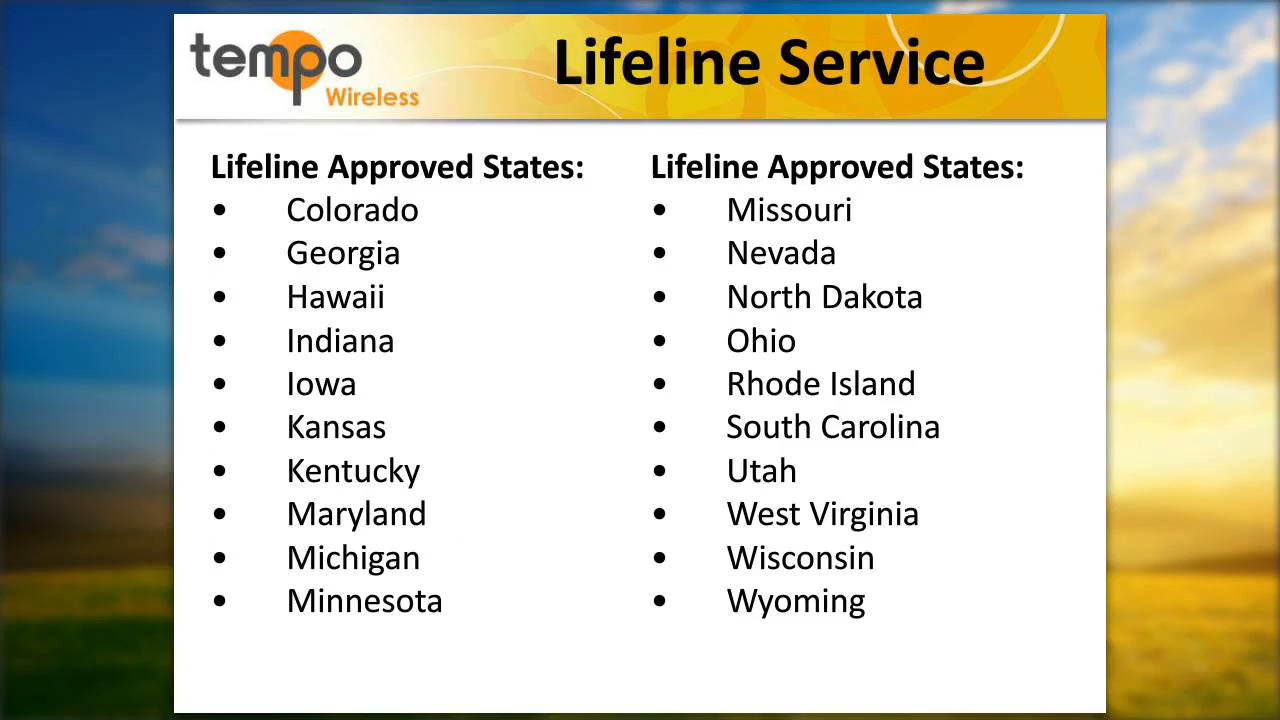 tempo
Wireless
Lifeline Service
Lifeline Approved States:
• Colorado
• Georgia
• Hawaii
• Indiana
• Iowa
• Kansas
• Kentucky
• Maryland
• Michigan
• Minnesota
Lifeline Approved States:
• Missouri
• Nevada
• North Dakota
• Ohio
• Rhode Island
• South Carolina
• Utah
• West Virginia
• Wisconsin
• Wyoming